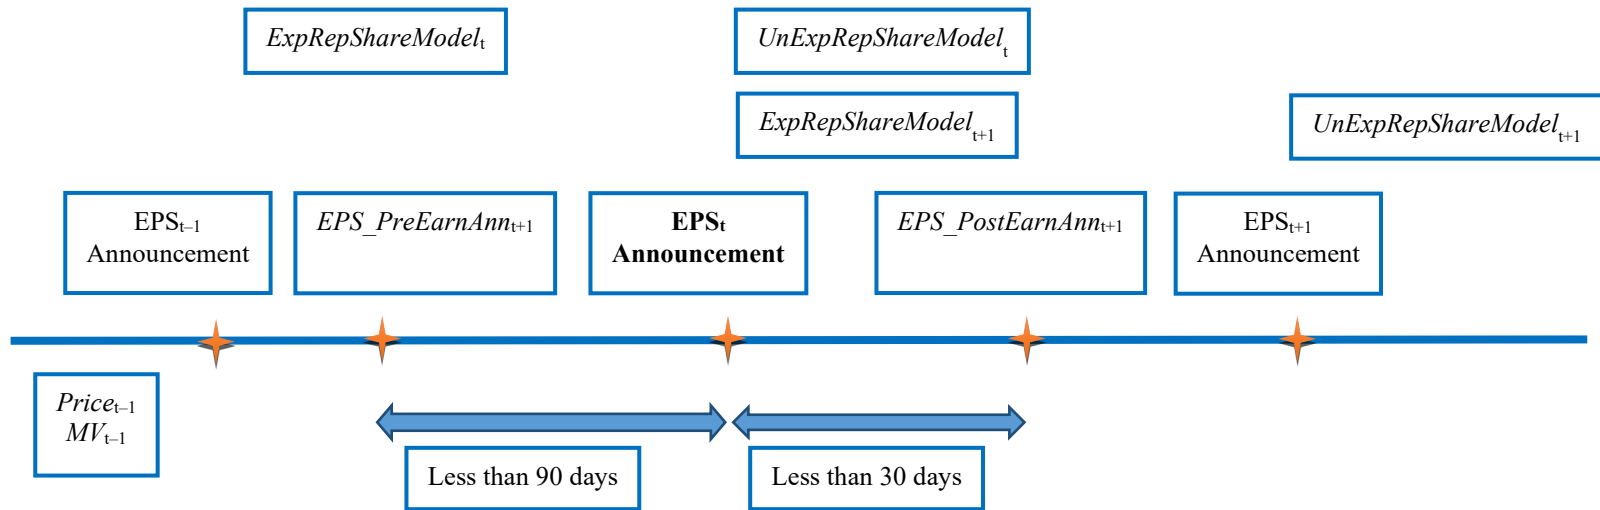 ExpRepShareModelₜ
UnExpRepShareModelₜ
ExpRepShareModelₜ₊₁
UnExpRepShareModelₜ₊₁
EPSₜ₋₁
Announcement
EPS_PreEarnAnnₜ₊₁
EPSₜ
Announcement
EPS_PostEarnAnnₜ₊₁
EPSₜ₊₁
Announcement
Priceₜ₋₁
MVₜ₋₁
Less than 90 days
Less than 30 days